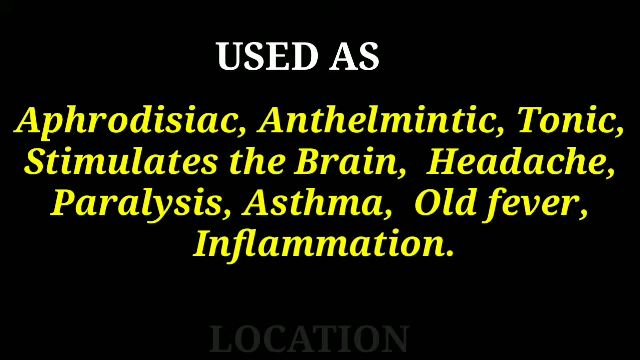 USED AS
Aphrodisiac, Anthelmintic, Tonic,
Stimulates the Brain, Headache,
Paralysis, Asthma, Old fever,
Inflammation.
LOCATION